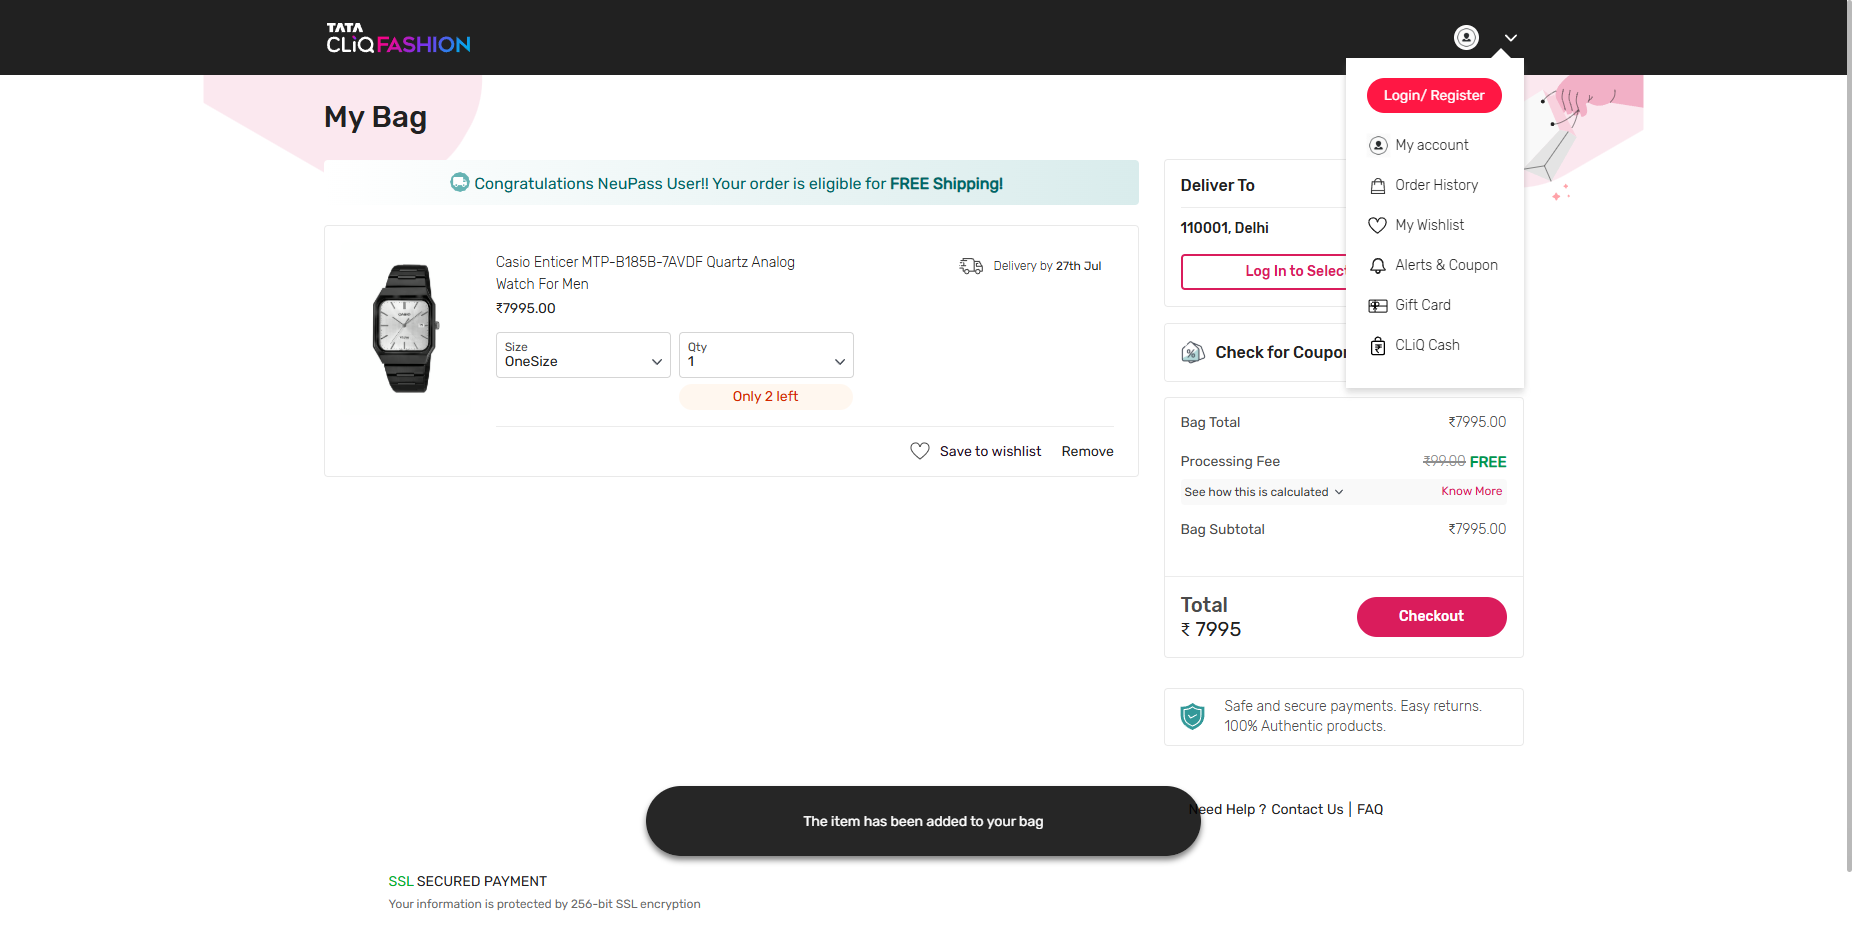 TATA
CLiQ FASHION
Login/ Register
My account
Order History
My Wishlist
Alerts & Coupon
Gift Card
CLiQ Cash
My Bag
Congratulations NeuPass User!! Your order is eligible for FREE Shipping!
Casio Enticer MTP-B185B-7AVDF Quartz Analog
Watch For Men
₹7995.00
Delivery by 27th Jul
Size
OneSize
Qty
1
Only 2 left
Save to wishlist
Remove
Deliver To
110001, Delhi
Log In to Select
Check for Coupon
Bag Total
₹7995.00
Processing Fee
₹99.00 FREE
See how this is calculated
Know More
Bag Subtotal
₹7995.00
Total
₹ 7995
Checkout
Safe and secure payments. Easy returns.
100% Authentic products.
The item has been added to your bag
Need Help ? Contact Us | FAQ
SSL SECURED PAYMENT
Your information is protected by 256-bit SSL encryption